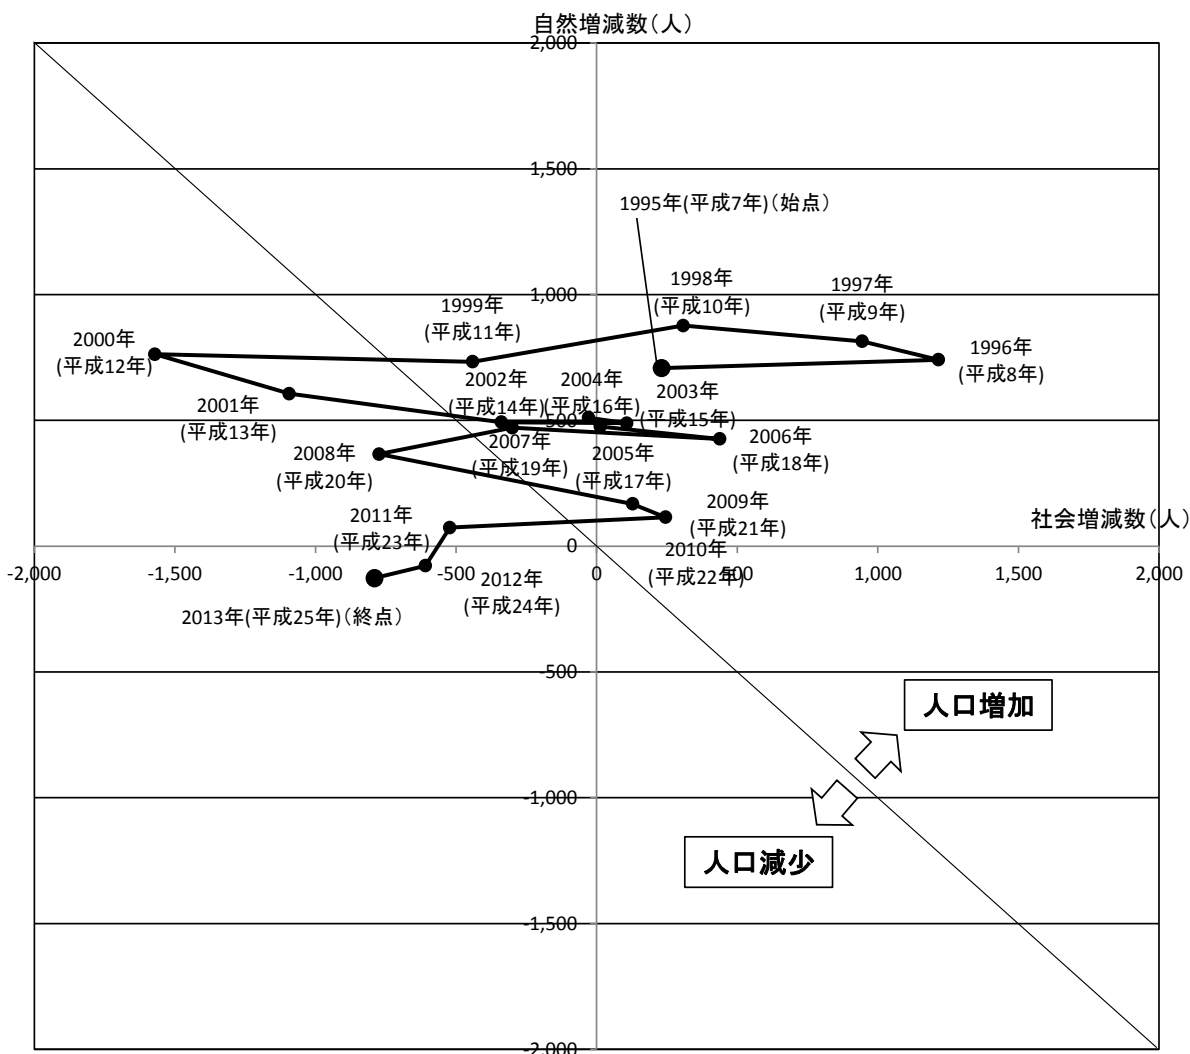 自然増減数（人）
2,000
1,500
1995年(平成7年)（始点）
1,000
1998年
(平成10年)
1997年
(平成9年)
1999年
(平成11年)
2000年
(平成12年)
1996年
(平成8年)
2002年
(平成14年)
2004年
(平成16年)
2003年
(平成15年)
2001年
(平成13年)
500
2007年
(平成19年)
2005年
(平成17年)
2006年
(平成18年)
2008年
(平成20年)
2009年
(平成21年)
2011年
(平成23年)
社会増減数（人）
0
2010年
(平成22年)
-2,000
-1,500
-1,000
-500
0
500
1,000
1,500
2,000
2012年
(平成24年)
2013年(平成25年)（終点）
-500
人口増加
-1,000
人口減少
-1,500
-2,000